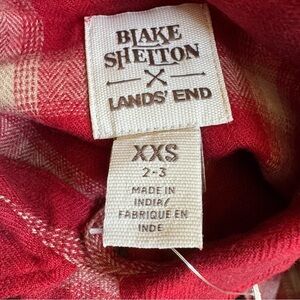 BLAKE
SHELTON
LANDS' END
XXS
2-3
MADE IN
INDIA/
FABRIQUE EN
INDE